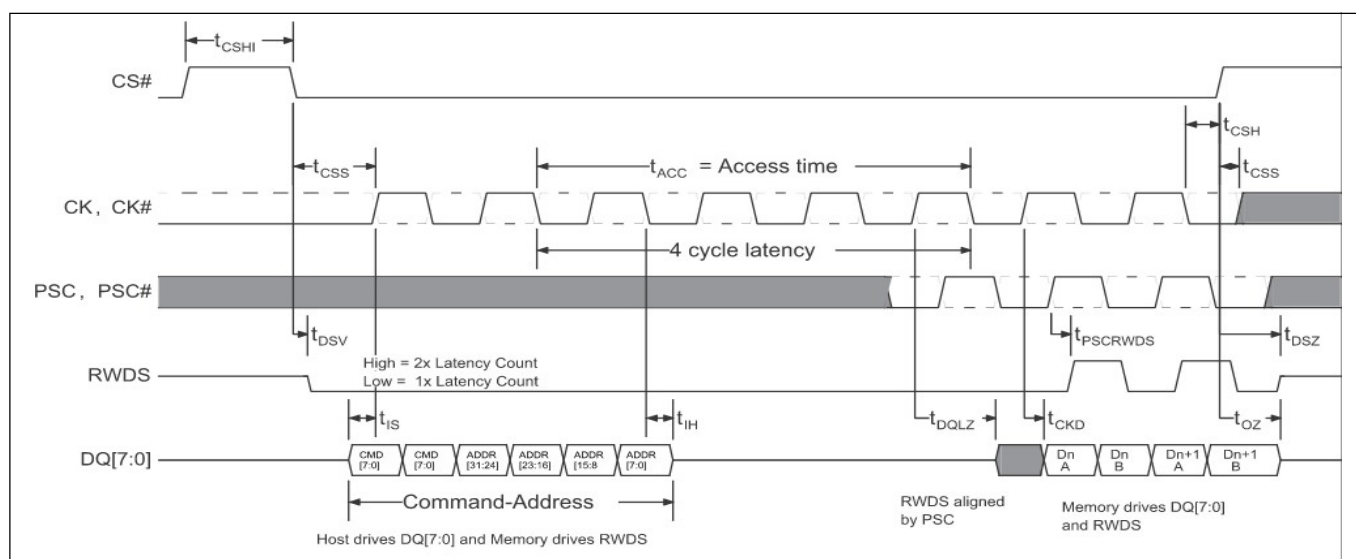 tCSHI
CS#
tCSH
tCSS
tACC = Access time
tCSS
CK, CK#
4 cycle latency
PSC, PSC#
tDSV
tPSCRWDS
tDSZ
High = 2x Latency Count
RWDS
Low = 1x Latency Count
tIS
tIH
tDQLZ
tCKD
tOZ
DQ[7:0]
CMD
[7:0]
CMD
[7:0]
ADDR
[31:24]
ADDR
[23:16]
ADDR
[15:8
ADDR
[7:0]
Dn
A
Dn
B
Dn+1
A
Dn+1
B
Command-Address
RWDS aligned
by PSC
Memory drives DQ[7:0]
and RWDS
Host drives DQ[7:0] and Memory drives RWDS